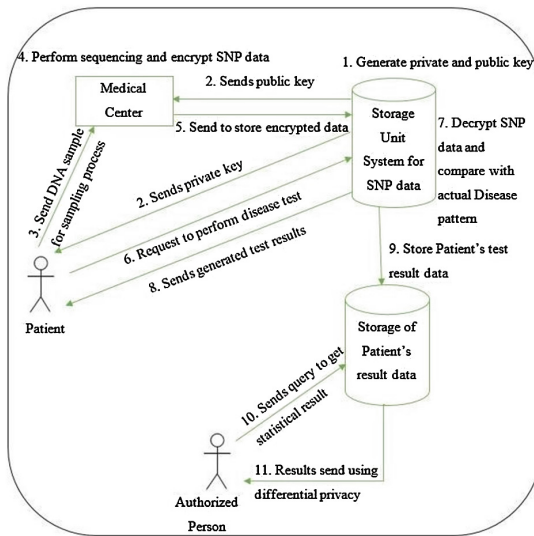 4. Perform sequencing and encrypt SNP data
1. Generate private and public key
2. Sends public key
Medical
Center
5. Send to store encrypted data
Storage
Unit
System for
SNP data
7. Decrypt SNP
data and
compare with
actual Disease
pattern
3. Send DNA sample
for sampling process
2. Sends private key
6. Request to perform disease test
8. Sends generated test results
9. Store Patient's test
result data
Patient
Storage of
Patient's
result data
10. Sends query to get
statistical result
11. Results send using
differential privacy
Authorized
Person